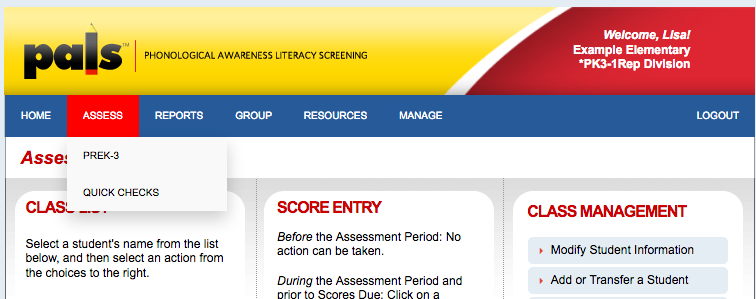 pals™
PHONOLOGICAL AWARENESS LITERACY SCREENING
Welcome, LIsa!
Example Elementary
*PK3-1Rep Division
HOME ASSESS REPORTS GROUP RESOURCES MANAGE LOGOUT
PREK-3
QUICK CHECKS
Asses
CLASS LIST
Select a student's name from the list
below, and then select an action from
the choices to the right.
SCORE ENTRY
Before the Assessment Period: No
action can be taken.
During the Assessment Period and
prior to Scores Due: Click on a
CLASS MANAGEMENT
Modify Student Information
Add or Transfer a Student